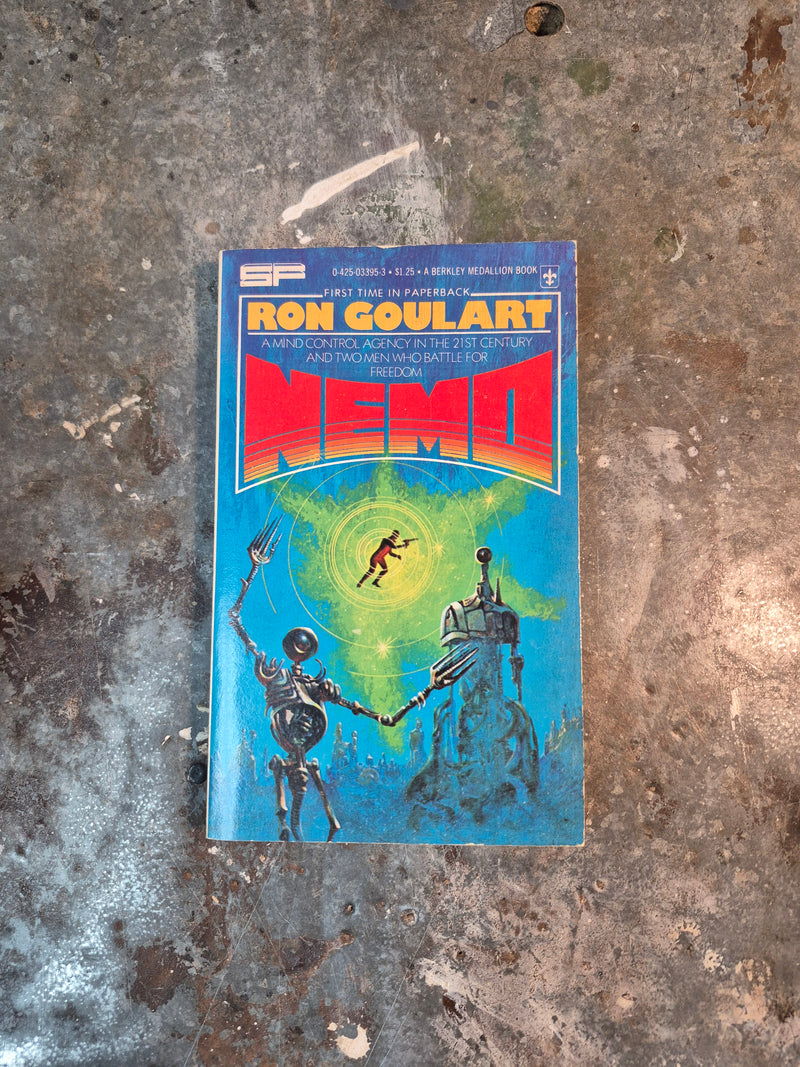 SF
0-425-03395-3 • $1.25 • A BERKLEY MEDALLION BOOK
FIRST TIME IN PAPERBACK
RON GOULART
A MIND CONTROL AGENCY IN THE 21ST CENTURY
AND TWO MEN WHO BATTLE FOR
FREEDOM
NEMO